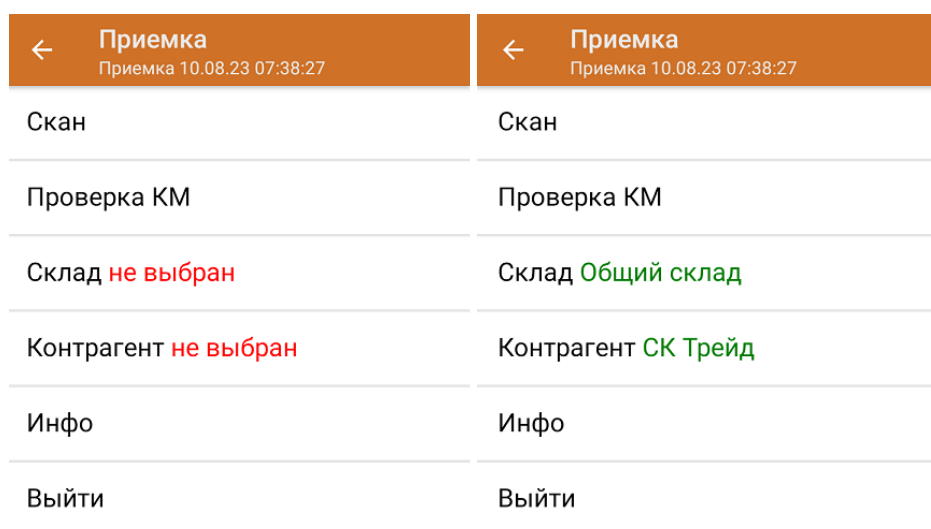 Приемка
Приемка 10.08.23 07:38:27
Скан
Проверка КМ
Склад не выбран
Контрагент не выбран
Инфо
Выйти
Приемка
Приемка 10.08.23 07:38:27
Скан
Проверка КМ
Склад Общий склад
Контрагент СК Трейд
Инфо
Выйти